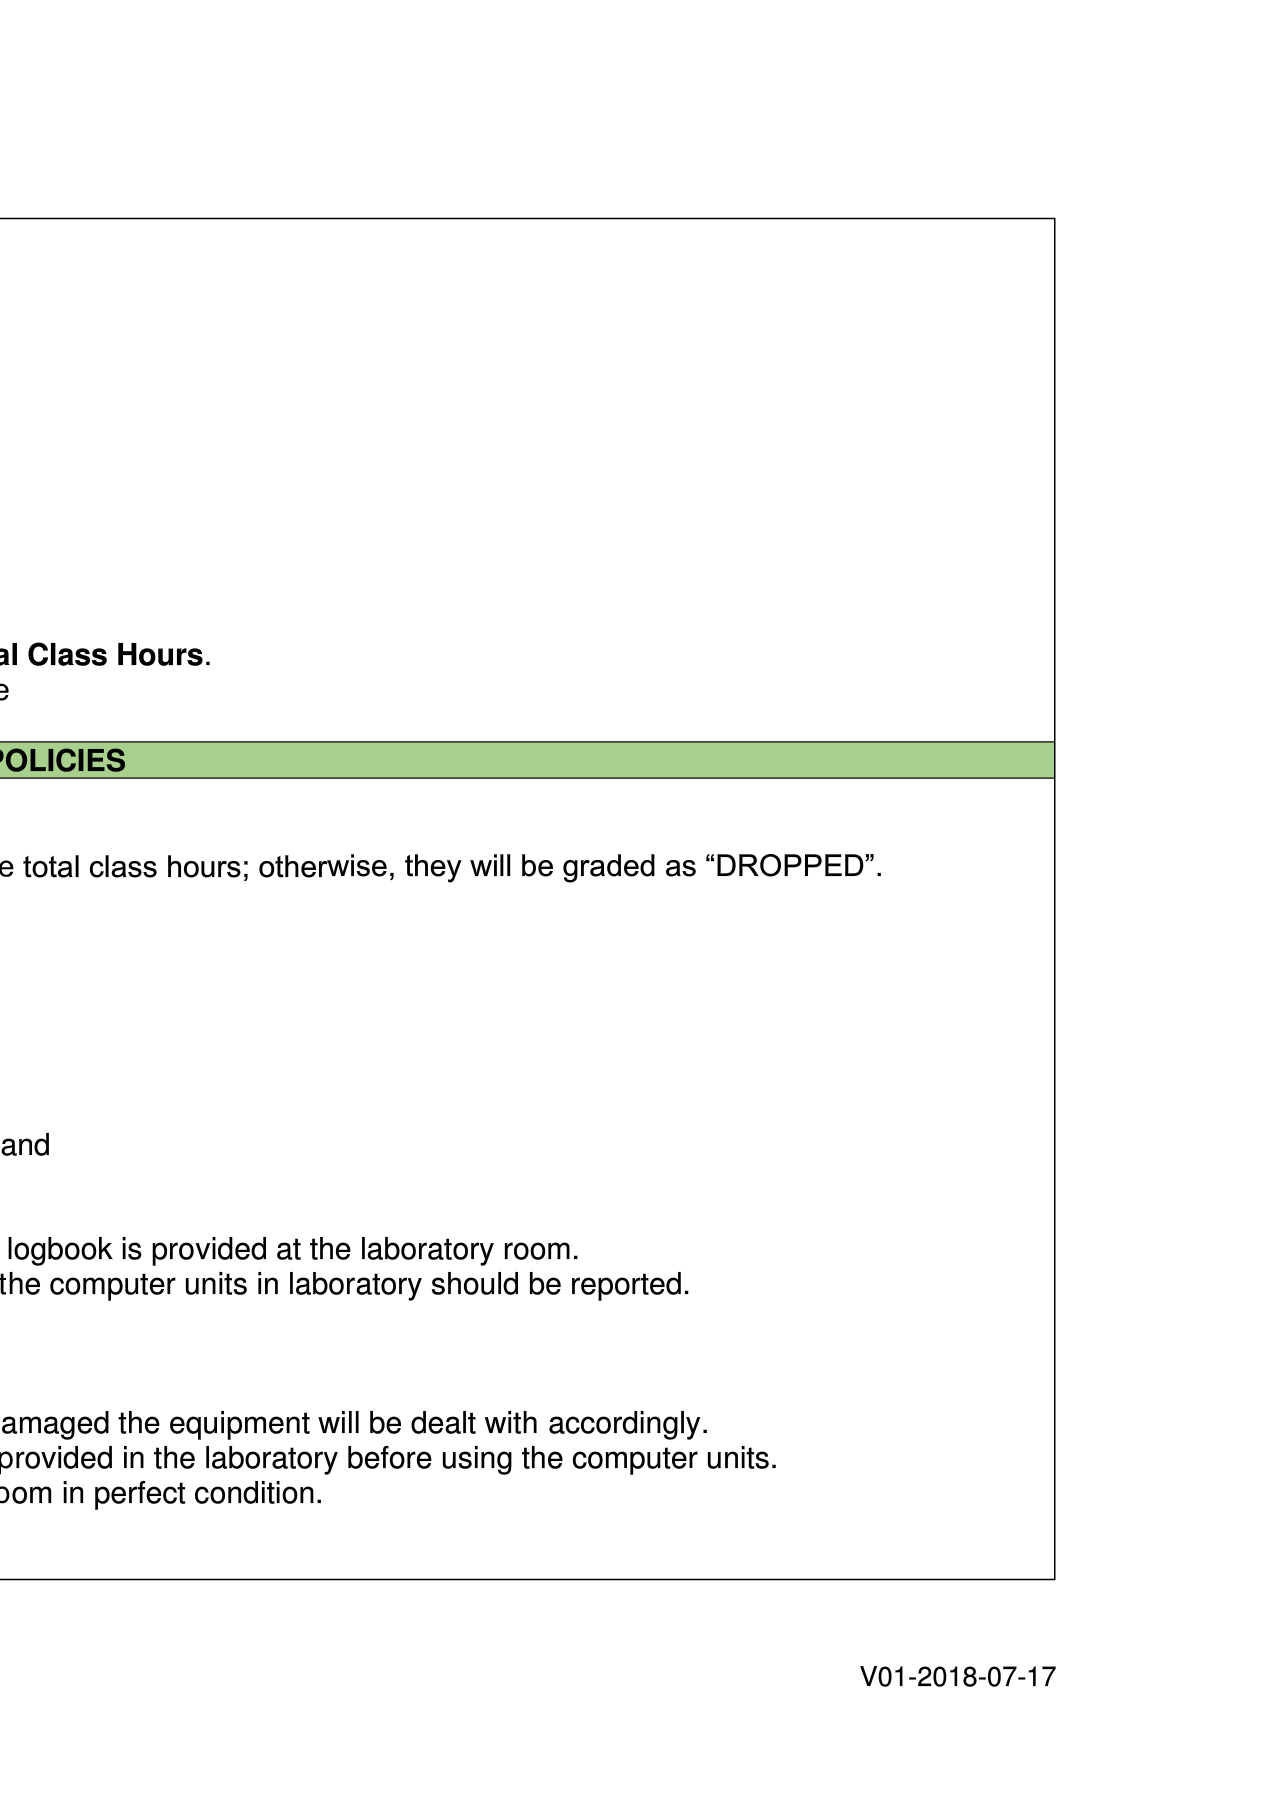 al Class Hours.
e
POLICIES
e total class hours; otherwise, they will be graded as “DROPPED”.
and
logbook is provided at the laboratory room.
the computer units in laboratory should be reported.
amaged the equipment will be dealt with accordingly.
provided in the laboratory before using the computer units.
oom in perfect condition.
V01-2018-07-17